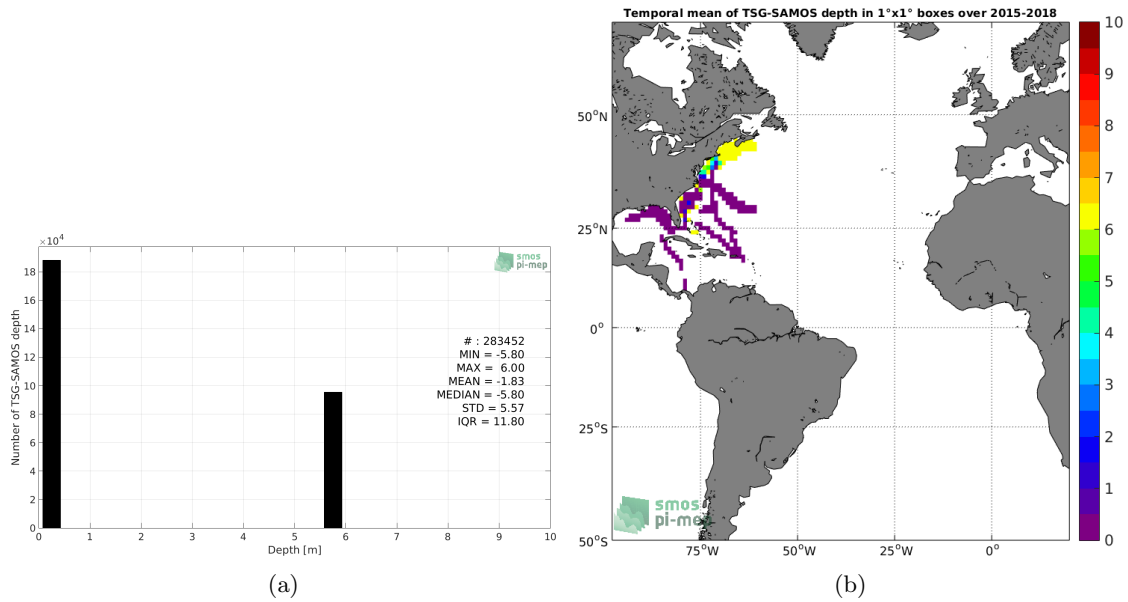 ×10⁴
18
16
14
12
10
8
6
4
2
0
Number of TSG-SAMOS depth
0 1 2 3 4 5 6 7 8 9 10
Depth [m]
smos
pi-mep
# : 283452
MIN = -5.80
MAX = 6.00
MEAN = -1.83
MEDIAN = -5.80
STD = 5.57
IQR = 11.80
(a)
Temporal mean of TSG-SAMOS depth in 1°x1° boxes over 2015-2018
50°N
25°N
0°
25°S
50°S
75°W 50°W 25°W 0°
smos
pi-mep
10
9
8
7
6
5
4
3
2
1
0
(b)